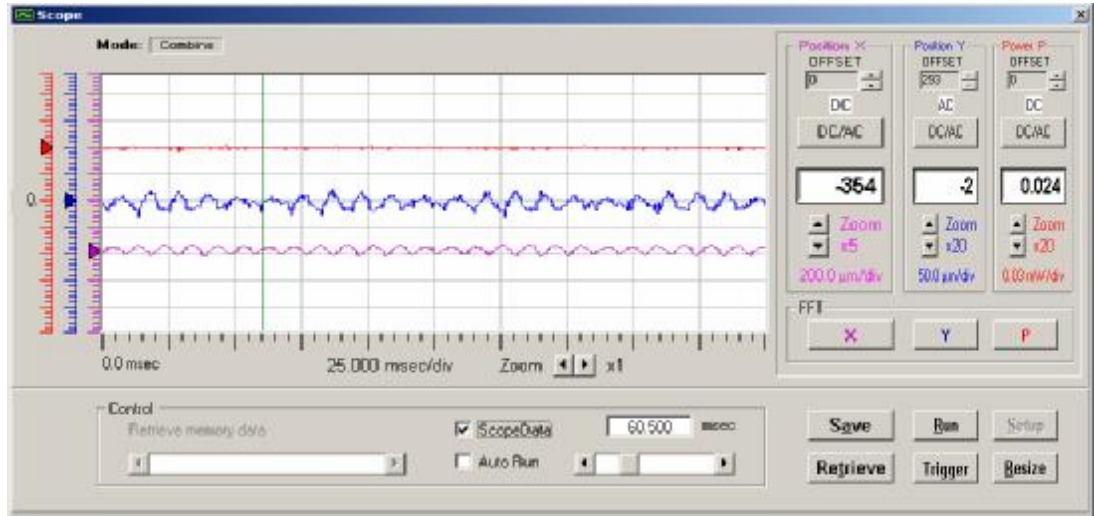 Scope
Mode: Combine
Position X
OFFSET
0
DC
DC/AC
-354
Zoom
x5
200.0 µm/div
Position Y
OFFSET
293
AC
DC/AC
-2
Zoom
x20
50.0 µm/div
Power P
OFFSET
0
DC
DC/AC
0.024
Zoom
x20
0.03 mW/div
0.
0.0 msec
25.000 msec/div
Zoom x1
FFT
X Y P
Control
Retrieve memory data
ScopeData
60.500 msec
Auto Run
Save Run Setup
Retrieve Trigger Resize